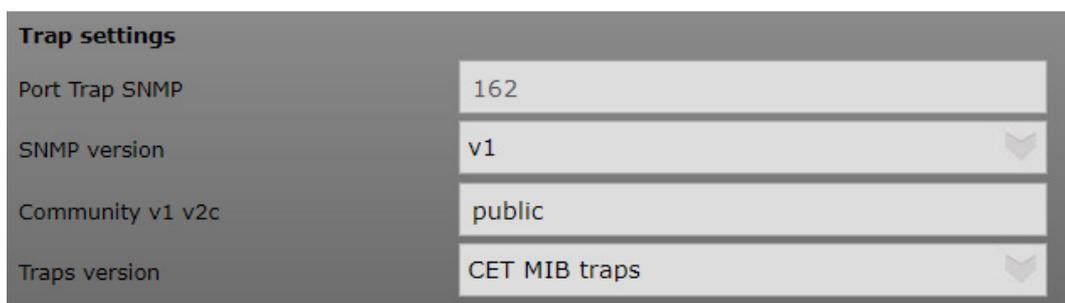 Trap settings
Port Trap SNMP 162
SNMP version v1
Community v1 v2c public
Traps version CET MIB traps